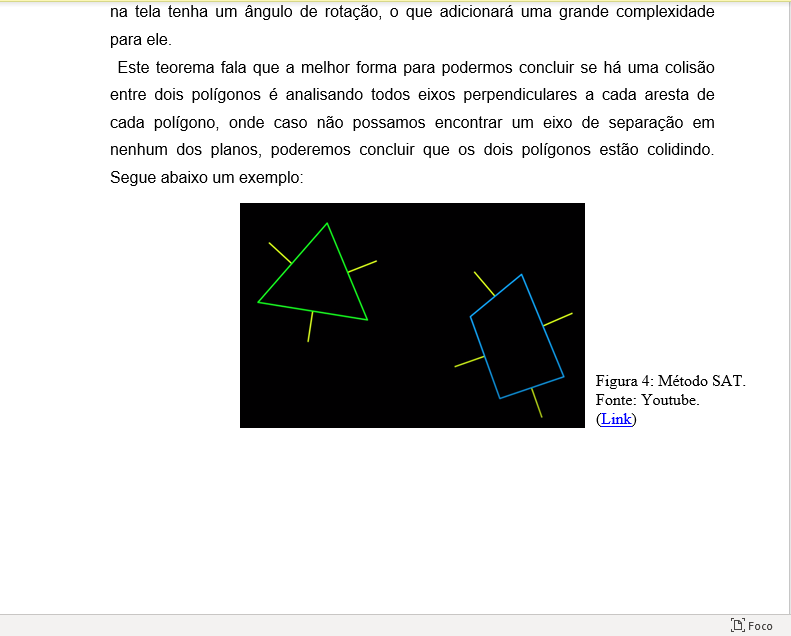 na tela tenha um ângulo de rotação, o que adicionará uma grande complexidade
para ele.
Este teorema fala que a melhor forma para podermos concluir se há uma colisão
entre dois polígonos é analisando todos eixos perpendiculares a cada aresta de
cada polígono, onde caso não possamos encontrar um eixo de separação em
nenhum dos planos, poderemos concluir que os dois polígonos estão colidindo.
Segue abaixo um exemplo:
Figura 4: Método SAT.
Fonte: Youtube.
(Link)
Foco